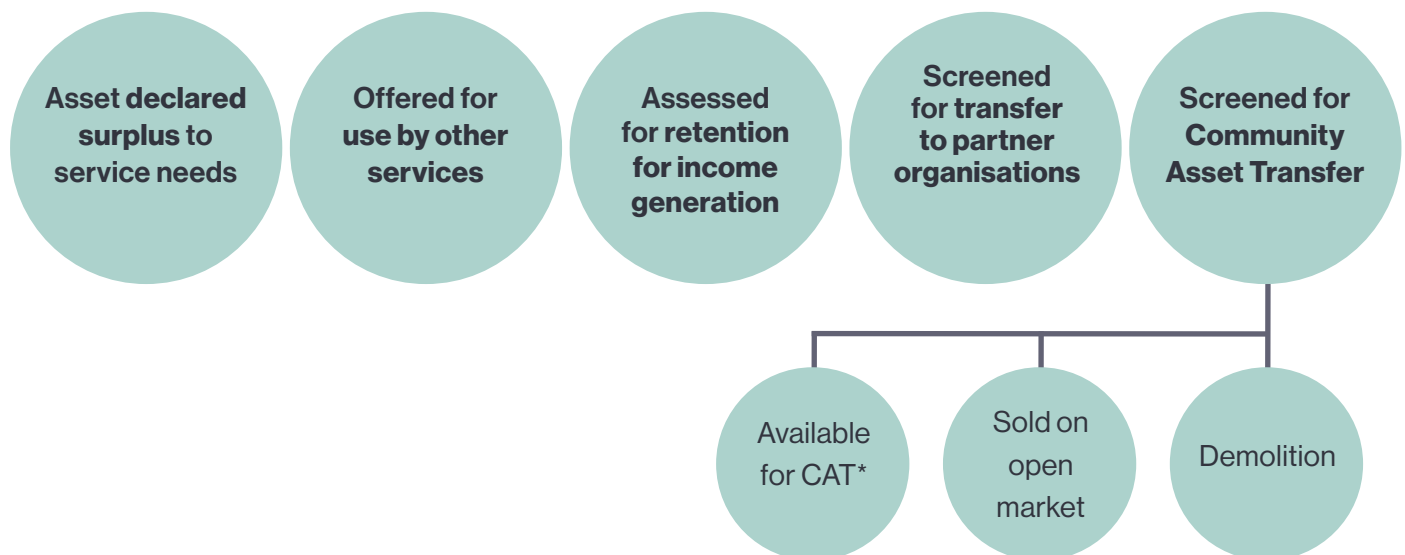 Asset declared
surplus to
service needs
Offered for
use by other
services
Assessed
for retention
for income
generation
Screened
for transfer
to partner
organisations
Screened for
Community
Asset Transfer
Available
for CAT*
Sold on
open
market
Demolition